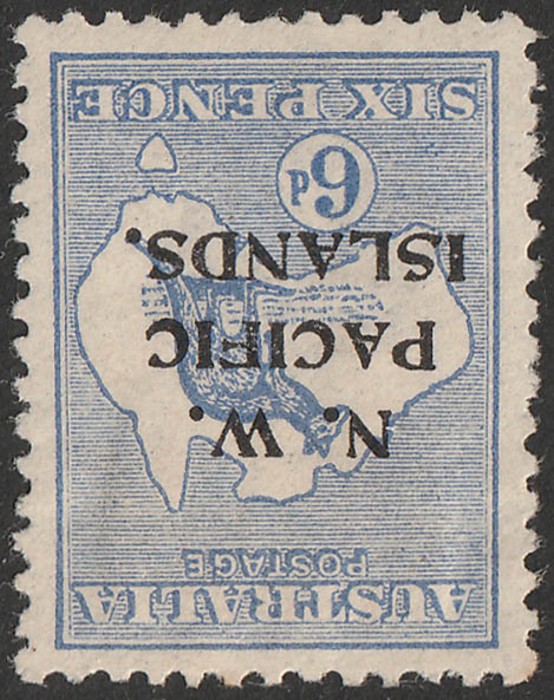 AUSTRALIA
POSTAGE
N. W.
PACIFIC
ISLANDS.
6d
SIX PENCE